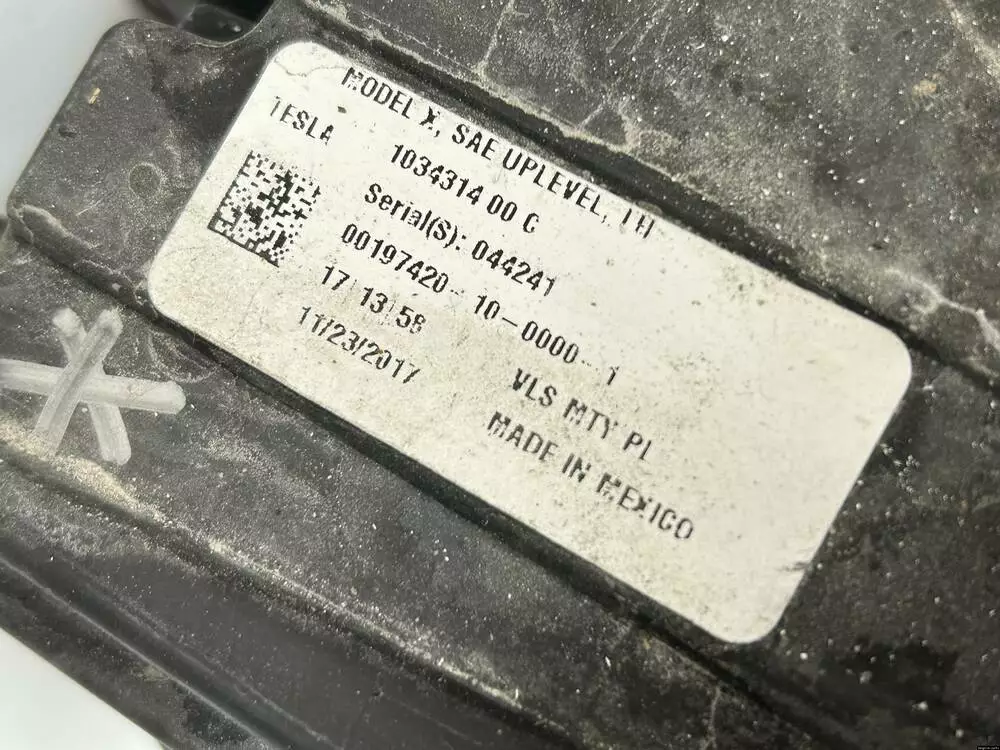 MODEL X, SAE UPLEVEL, LH
TESLA
1034314 00 C
Serial(S): 044241
00197420-10-0000-1
17:13:58
11/23/2017
VLS MTY PL
MADE IN MEXICO